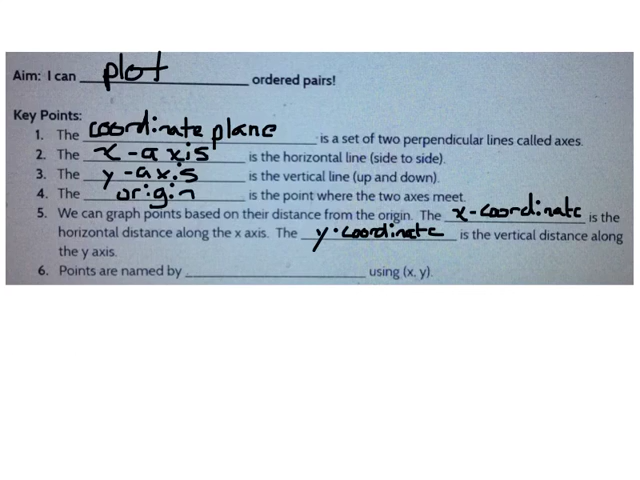 Aim: I can plot ordered pairs!
Key Points:
1. The coordinate plane is a set of two perpendicular lines called axes.
2. The x-axis is the horizontal line (side to side).
3. The y-axis is the vertical line (up and down).
4. The origin is the point where the two axes meet.
5. We can graph points based on their distance from the origin. The x-coordinate is the
horizontal distance along the x axis. The y-coordinate is the vertical distance along
the y axis.
6. Points are named by ____________________ using (x, y).